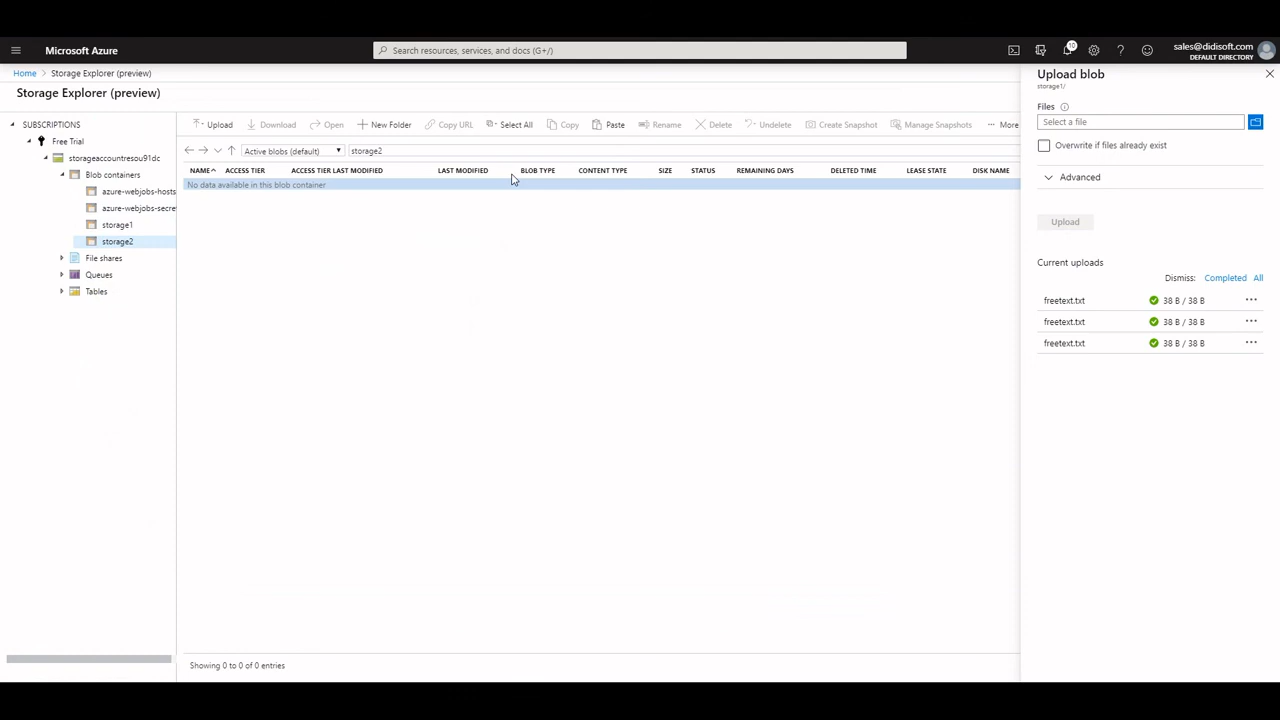 Microsoft Azure
Search resources, services, and docs (G+/)
10
sales@didisoft.com
DEFAULT DIRECTORY
Home > Storage Explorer (preview)
Storage Explorer (preview)
SUBSCRIPTIONS
Free Trial
storageaccountresou91dc
Blob containers
azure-webjobs-hosts
azure-webjobs-secre
storage1
storage2
File shares
Queues
Tables
Upload Download Open New Folder Copy URL Select All Copy Paste Rename Delete Undelete Create Snapshot Manage Snapshots More
Active blobs (default) storage2
NAME ACCESS TIER ACCESS TIER LAST MODIFIED LAST MODIFIED BLOB TYPE CONTENT TYPE SIZE STATUS REMAINING DAYS DELETED TIME LEASE STATE DISK NAME
No data available in this blob container
Showing 0 to 0 of 0 entries
Upload blob
storage1/
Files
Select a file
Overwrite if files already exist
Advanced
Upload
Current uploads
Dismiss: Completed All
freetext.txt 38 B / 38 B
freetext.txt 38 B / 38 B
freetext.txt 38 B / 38 B